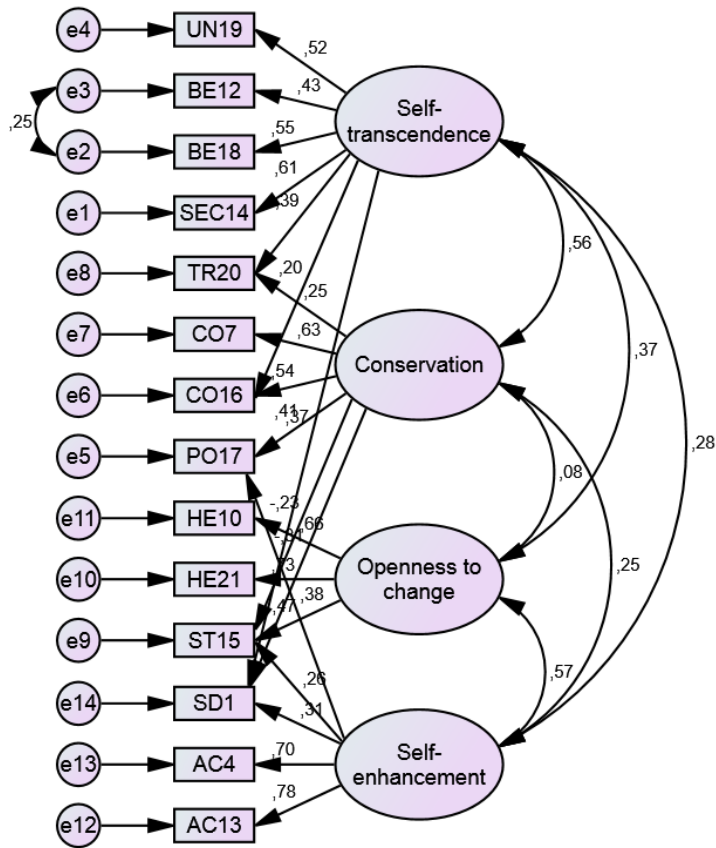 e4
UN19
,52
e3
BE12
,43
,25
e2
BE18
,55
Self-
transcendence
,61
e1
SEC14
,39
e8
TR20
,20
,25
,56
e7
CO7
,63
e6
CO16
,54
Conservation
,37
,41
,37
e5
PO17
,28
,08
e11
HE10
-,23
,66
e10
HE21
,73
Openness to
change
,25
,38
,47
e9
ST15
,26
e14
SD1
,31
,57
e13
AC4
,70
Self-
enhancement
,78
e12
AC13